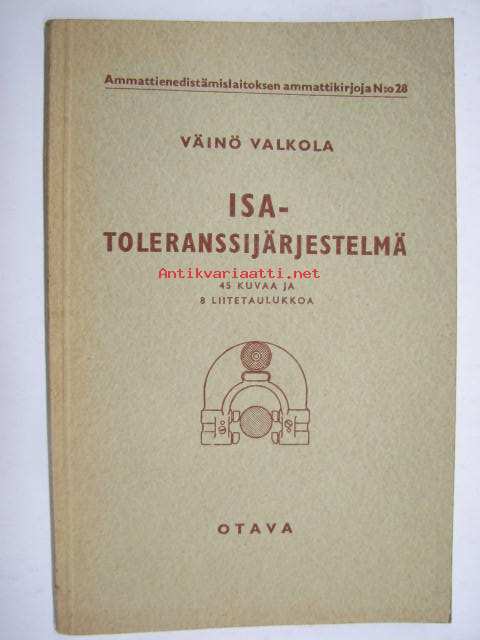 Ammattienedistämislaitoksen ammattikirjoja N:o 28
VÄINÖ VALKOLA
ISA-
TOLERANSSIJÄRJESTELMÄ
Antikvariaatti.net
45 KUVAA JA
8 LIITETAULUKKOA
OTAVA